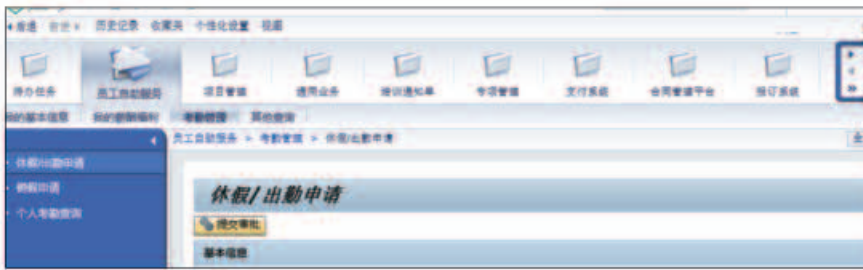 后退 前进 历史记录 收藏夹 个性化设置 视图
待办任务 员工自助服务 项目管理 通用业务 培训通知单 专项管理 支付系统 合同管理平台 预订系统
我的基本信息 我的薪酬福利 考勤管理 其他查询
员工自助服务 > 考勤管理 > 休假/出勤申请 全
休假/出勤申请
销假申请
个人考勤查询
休假/出勤申请
提交审批
基本信息